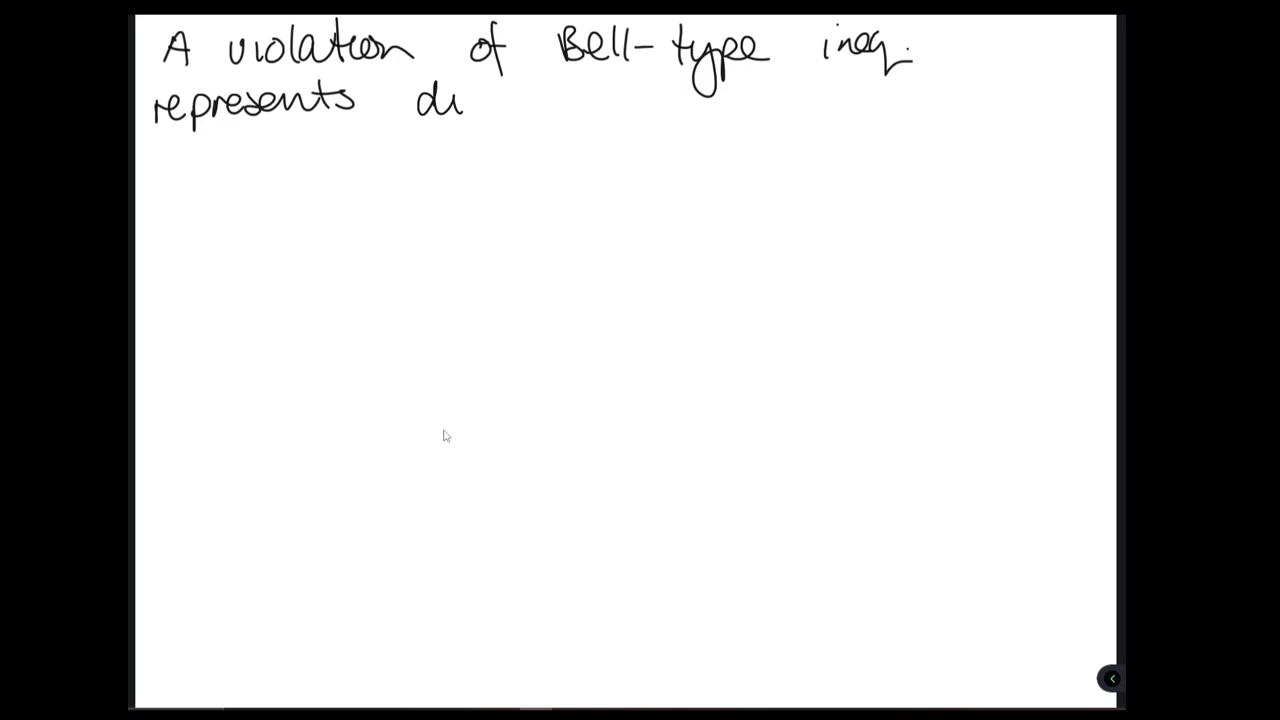 A violation of Bell-type ineq.
represents